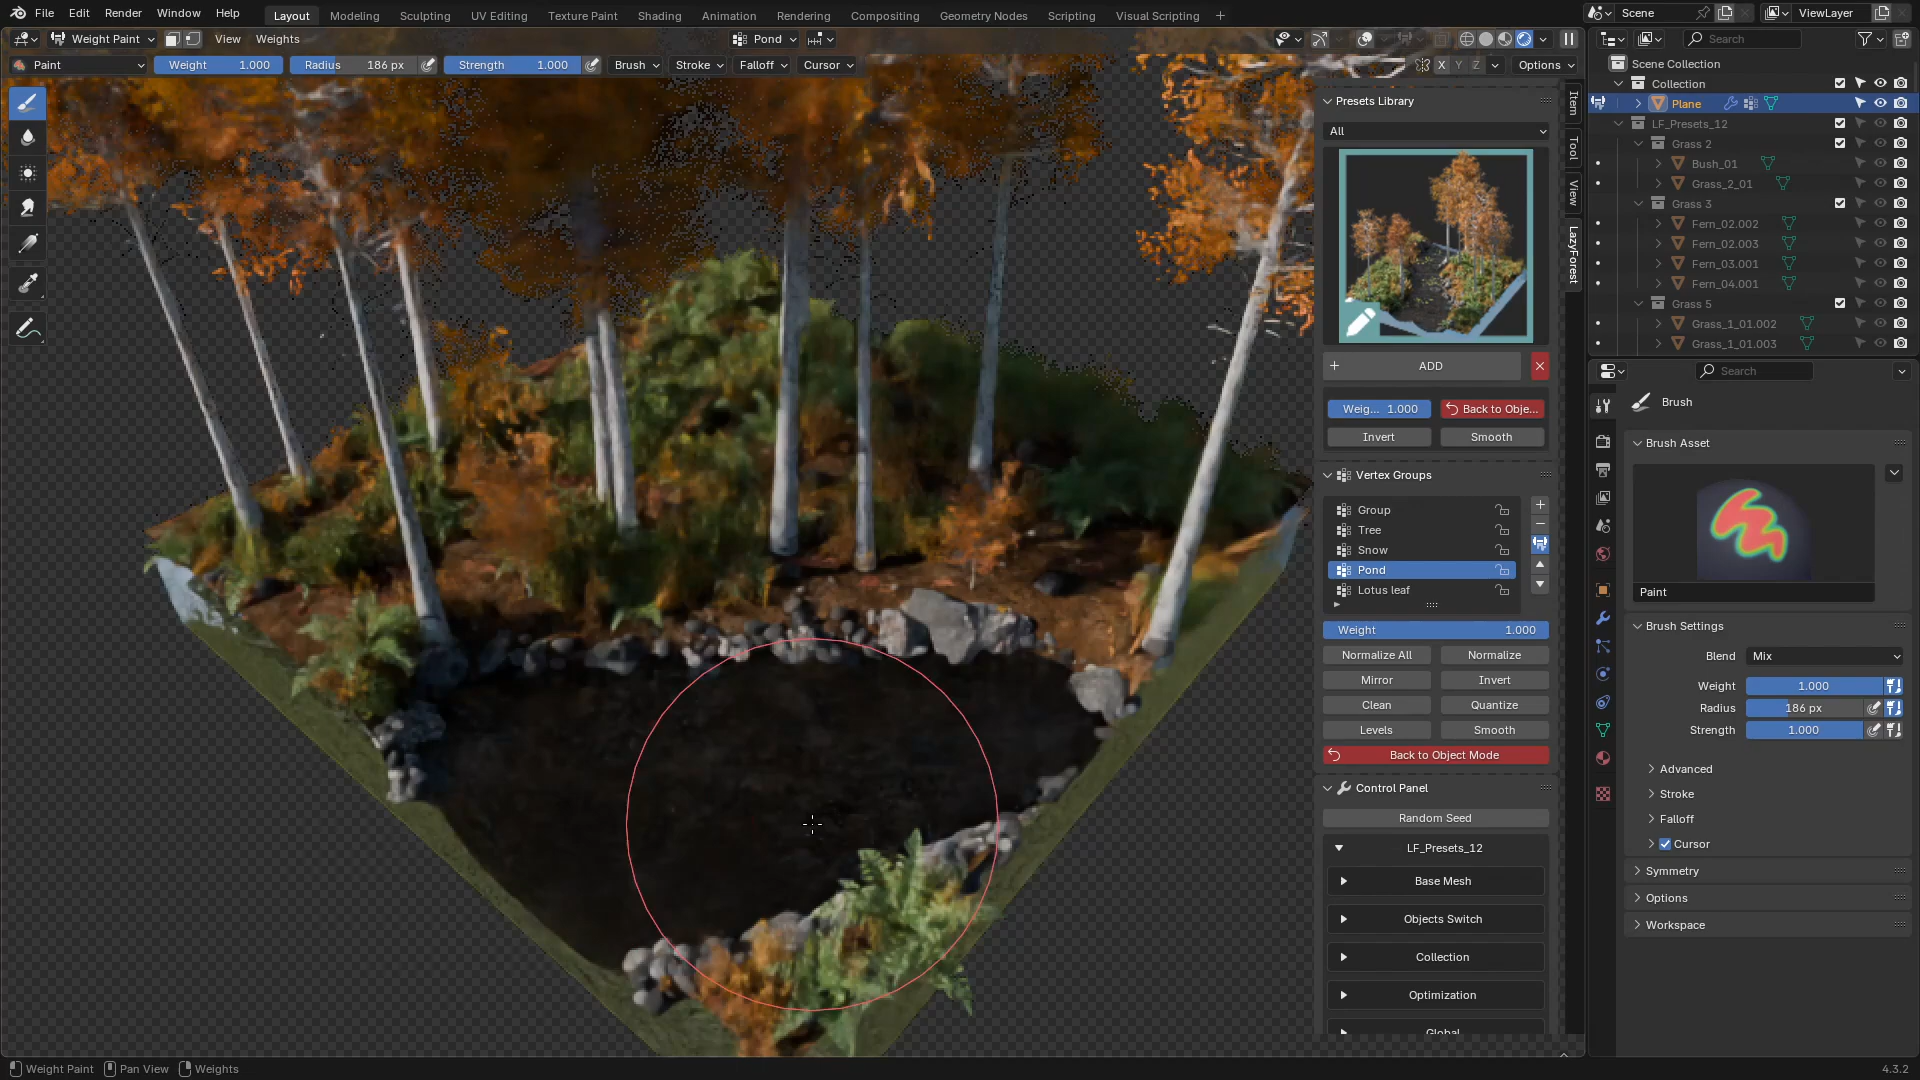 File Edit Render Window Help Layout Modeling Sculpting UV Editing Texture Paint Shading Animation Rendering Compositing Geometry Nodes Scripting Visual Scripting + Scene ViewLayer
Weight Paint View Weights Pond Search
Paint Weight 1.000 Radius 186 px Strength 1.000 Brush Stroke Falloff Cursor X Y Z Options
Item
Tool
View
LazyForest
Presets Library
All
ADD
Weig... 1.000 Back to Obje...
Invert Smooth
Vertex Groups
Group
Tree
Snow
Pond
Lotus leaf
Weight 1.000
Normalize All Normalize
Mirror Invert
Clean Quantize
Levels Smooth
Back to Object Mode
Control Panel
Random Seed
LF_Presets_12
Base Mesh
Objects Switch
Collection
Optimization
Global
Scene Collection
Collection
Plane
LF_Presets_12
Grass 2
Bush_01
Grass_2_01
Grass 3
Fern_02.002
Fern_02.003
Fern_03.001
Fern_04.001
Grass 5
Grass_1_01.002
Grass_1_01.003
Search
Brush
Brush Asset
Paint
Brush Settings
Blend Mix
Weight 1.000
Radius 186 px
Strength 1.000
Advanced
Stroke
Falloff
Cursor
Symmetry
Options
Workspace
Weight Paint Pan View Weights 4.3.2